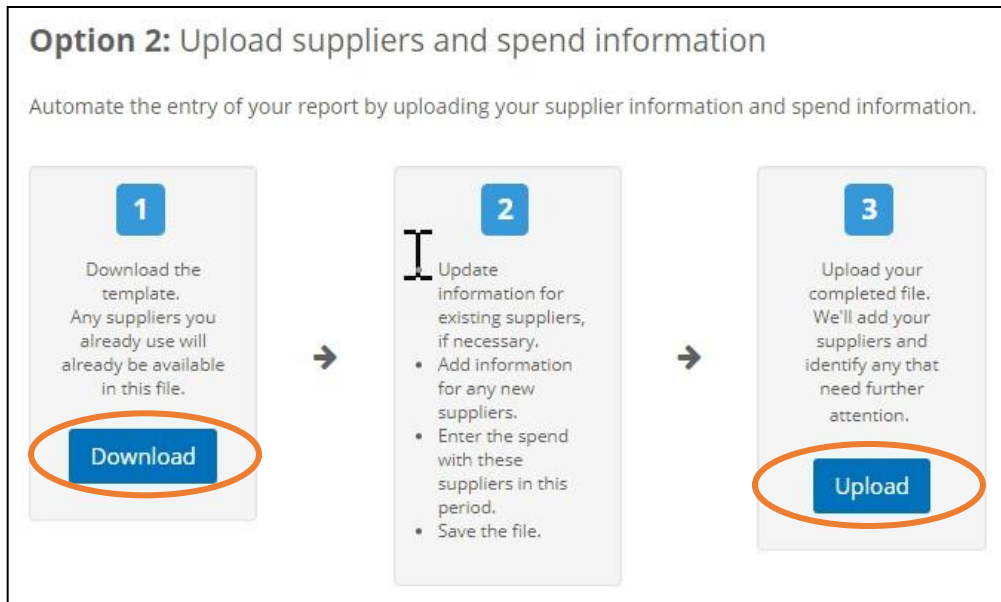 Option 2: Upload suppliers and spend information
Automate the entry of your report by uploading your supplier information and spend information.
1
Download the
template.
Any suppliers you
already use will
already be available
in this file.
Download
2
• Update
information for
existing suppliers,
if necessary.
• Add information
for any new
suppliers.
• Enter the spend
with these
suppliers in this
period.
• Save the file.
3
Upload your
completed file.
We'll add your
suppliers and
identify any that
need further
attention.
Upload